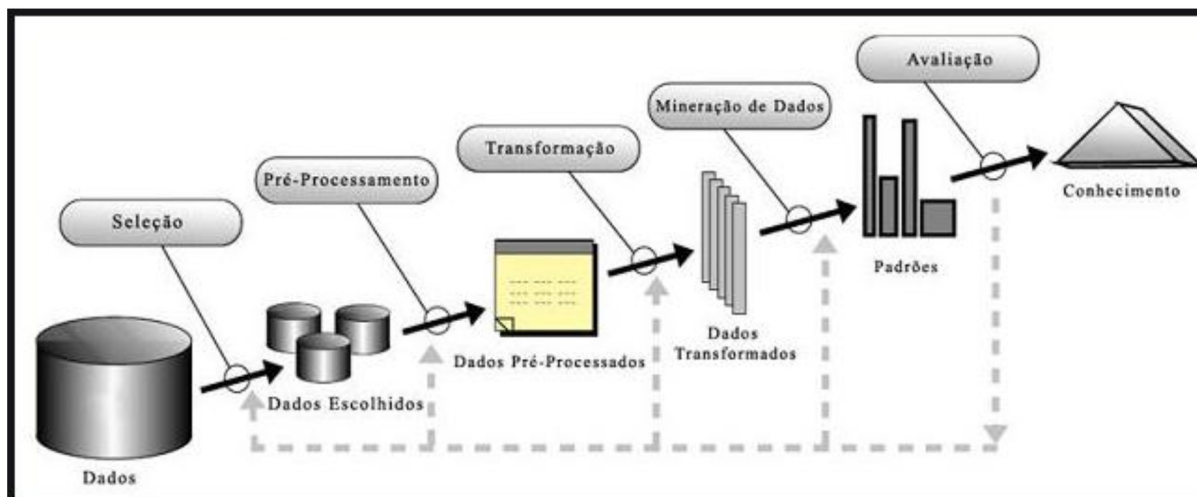 Avaliação
Mineração de Dados
Transformação
Pré-Processamento
Seleção
Conhecimento
Padrões
Dados
Transformados
Dados Pré-Processados
Dados Escolhidos
Dados